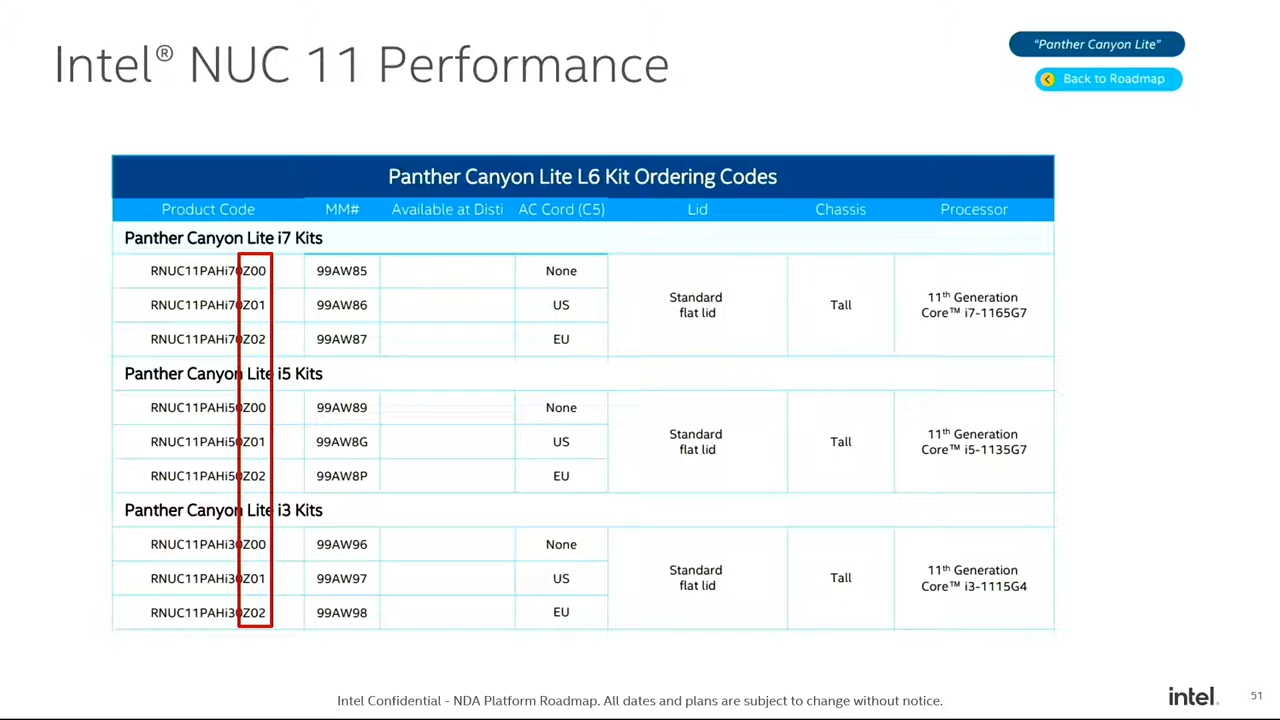 Intel® NUC 11 Performance
"Panther Canyon Lite"
Back to Roadmap
Panther Canyon Lite L6 Kit Ordering Codes
Product Code MM# Available at Disti AC Cord (C5) Lid Chassis Processor
Panther Canyon Lite i7 Kits
RNUC11PAHi70Z00 99AW85 None
RNUC11PAHi70Z01 99AW86 US
RNUC11PAHi70Z02 99AW87 EU
Standard
flat lid
Tall
11th Generation
Core™ i7-1165G7
Panther Canyon Lite i5 Kits
RNUC11PAHi50Z00 99AW89 None
RNUC11PAHi50Z01 99AW8G US
RNUC11PAHi50Z02 99AW8P EU
Standard
flat lid
Tall
11th Generation
Core™ i5-1135G7
Panther Canyon Lite i3 Kits
RNUC11PAHi30Z00 99AW96 None
RNUC11PAHi30Z01 99AW97 US
RNUC11PAHi30Z02 99AW98 EU
Standard
flat lid
Tall
11th Generation
Core™ i3-1115G4
Intel Confidential - NDA Platform Roadmap. All dates and plans are subject to change without notice.
intel.
51